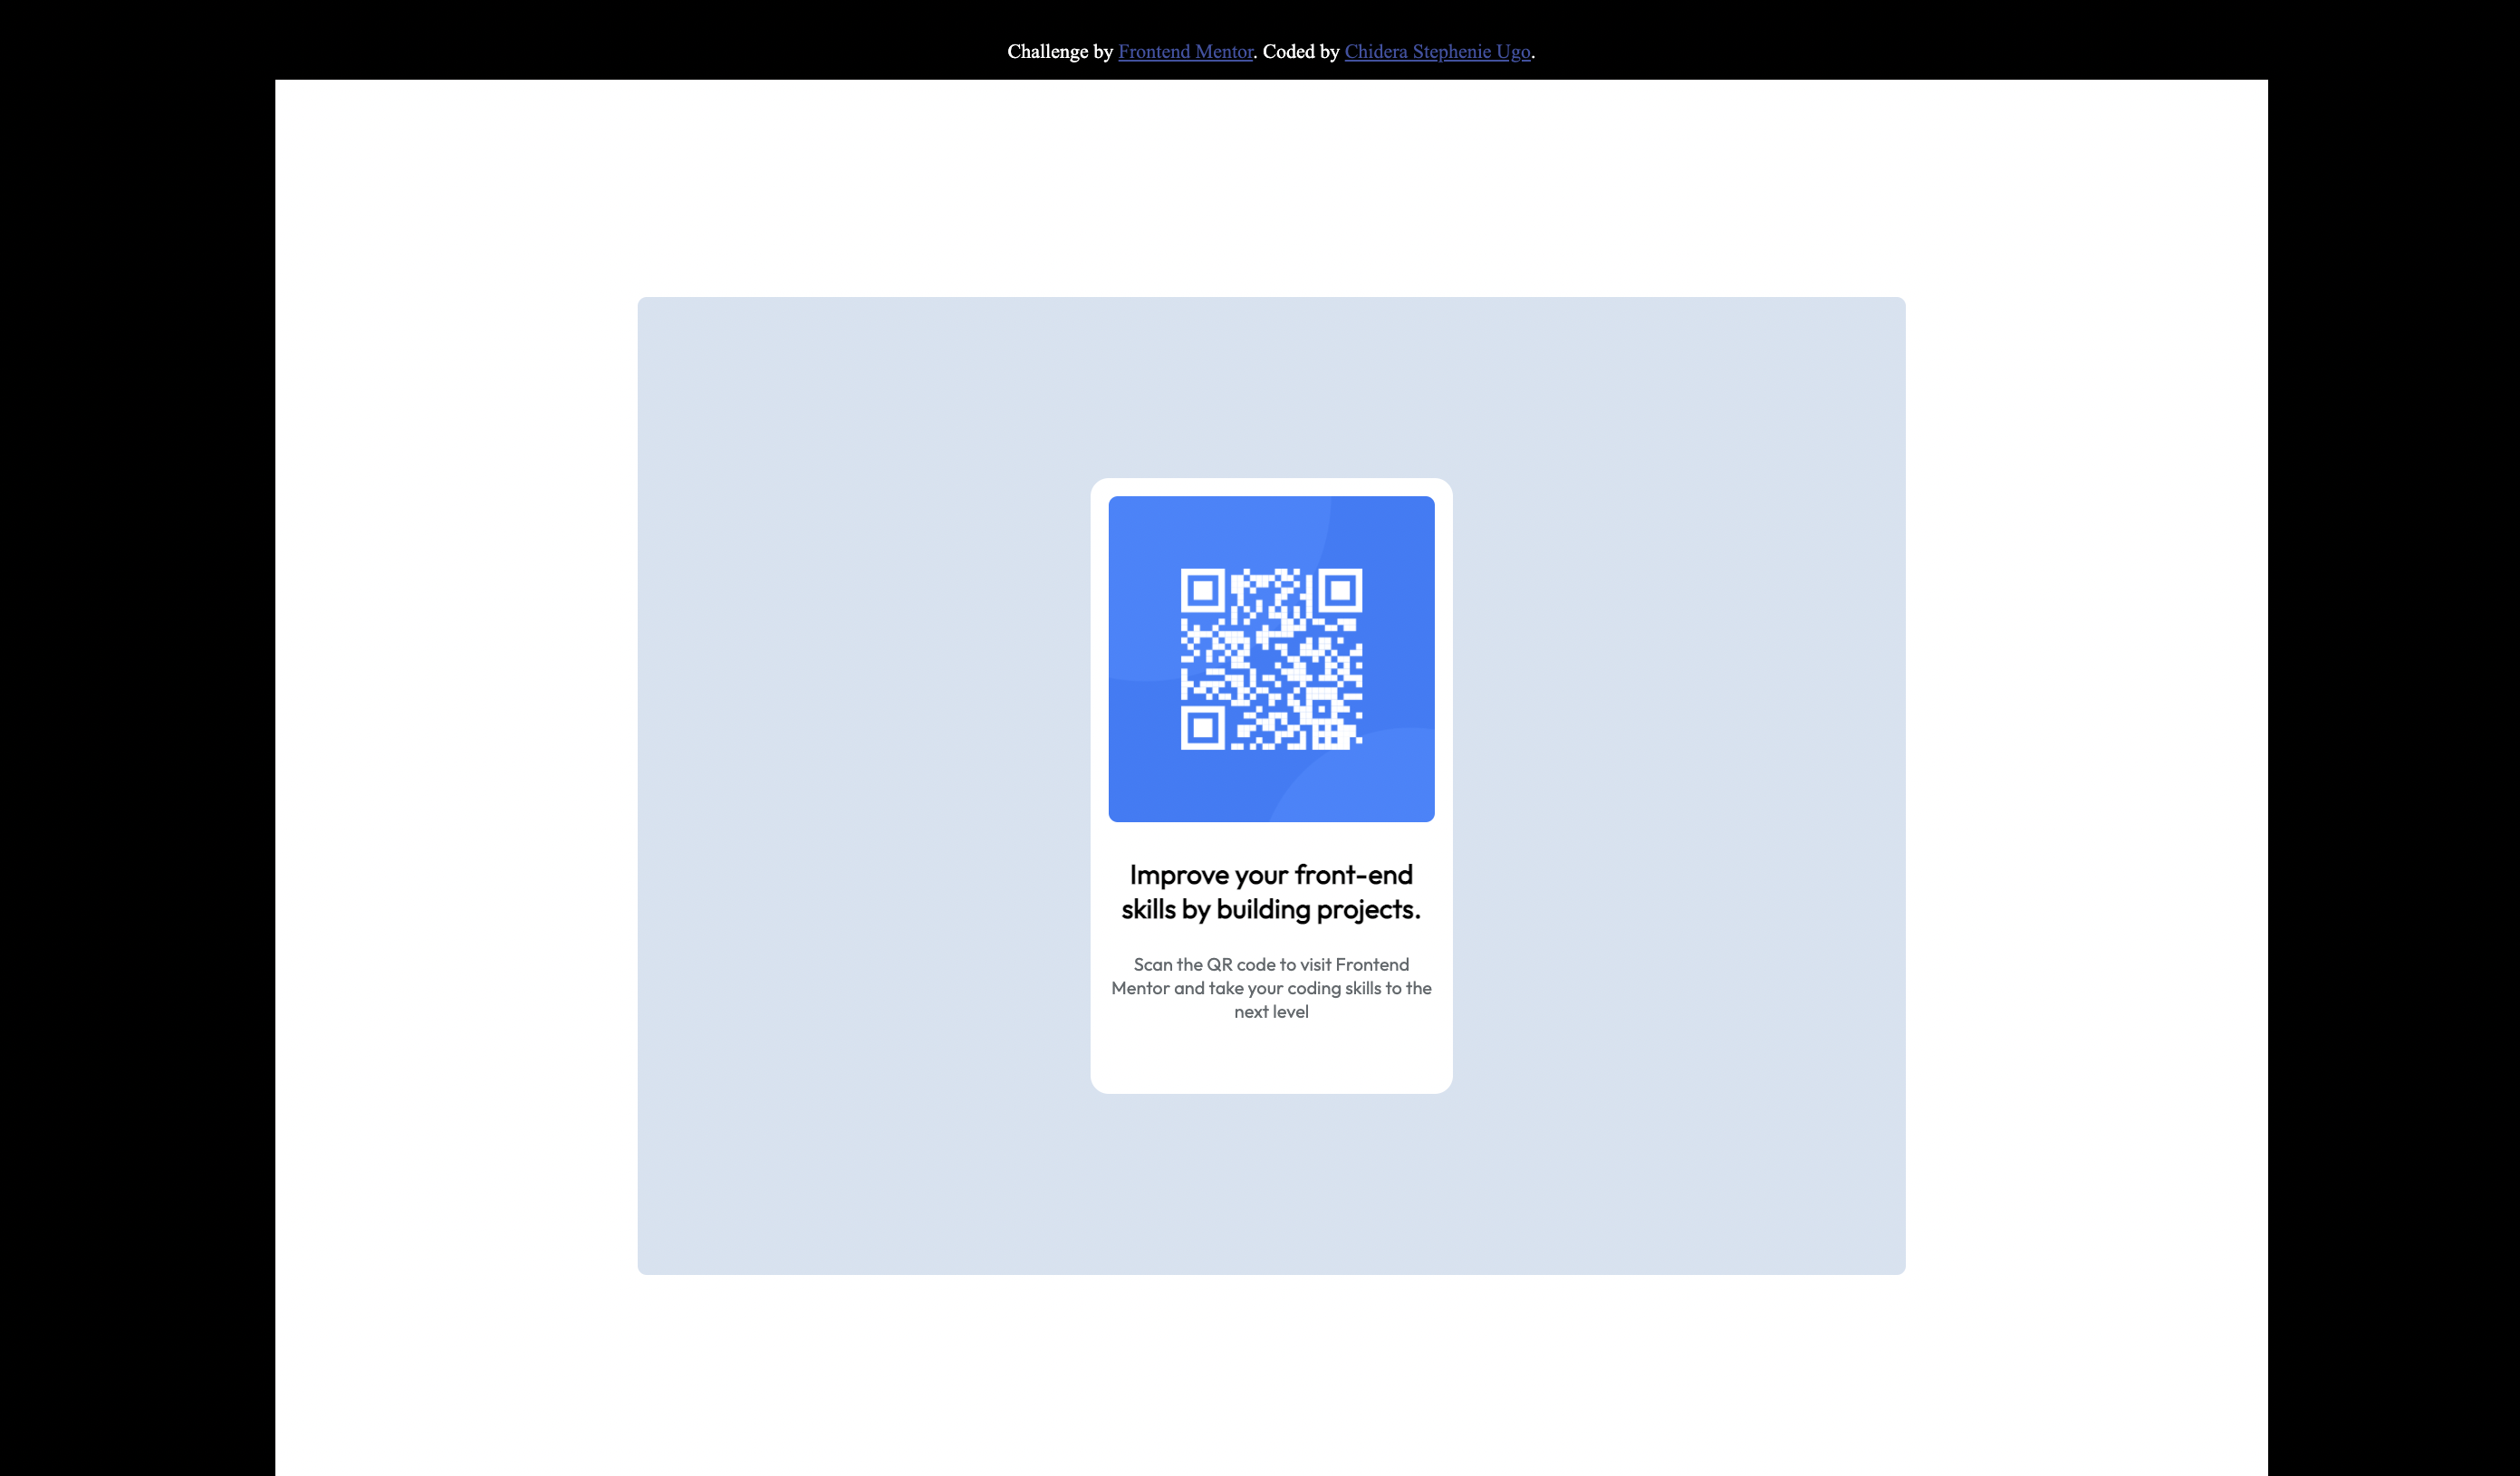 Challenge by Frontend Mentor. Coded by Chidera Stephenie Ugo.
Improve your front-end
skills by building projects.
Scan the QR code to visit Frontend
Mentor and take your coding skills to the
next level